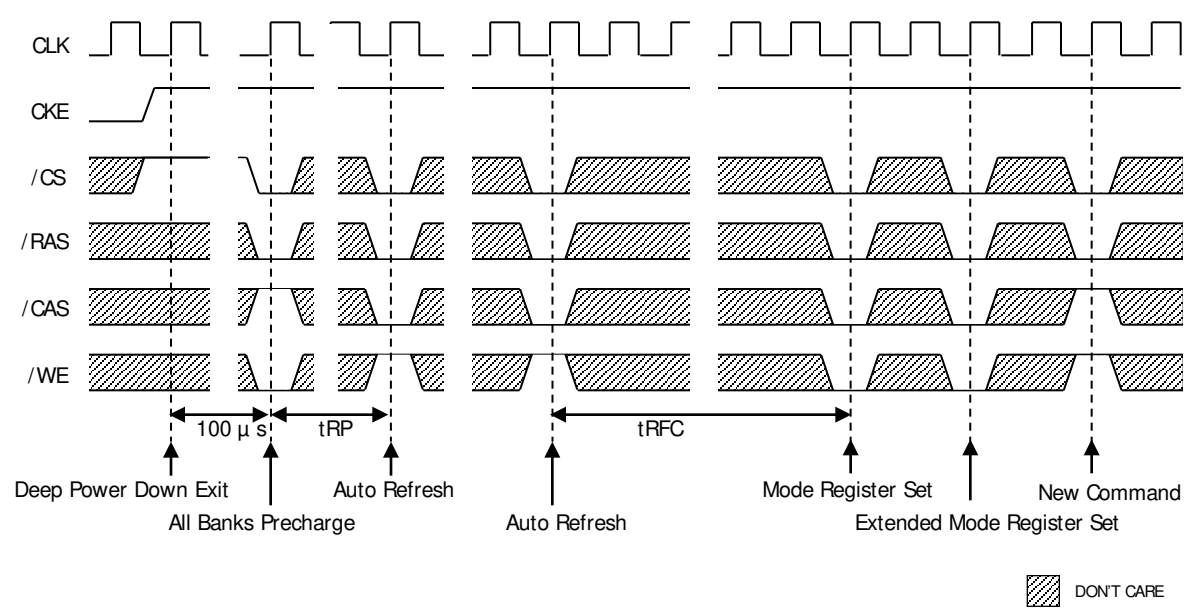 CLK
CKE
/CS
/RAS
/CAS
/WE
100 µ s
tRP
tRFC
Deep Power Down Exit
Auto Refresh
Mode Register Set
New Command
All Banks Precharge
Auto Refresh
Extended Mode Register Set
DON'T CARE